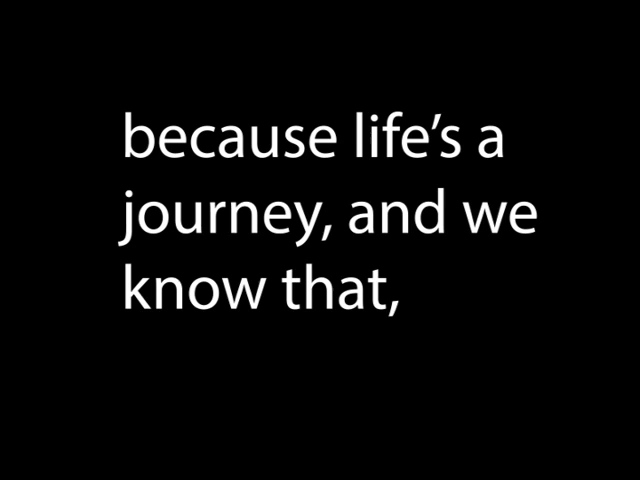 because life’s a
journey, and we
know that,